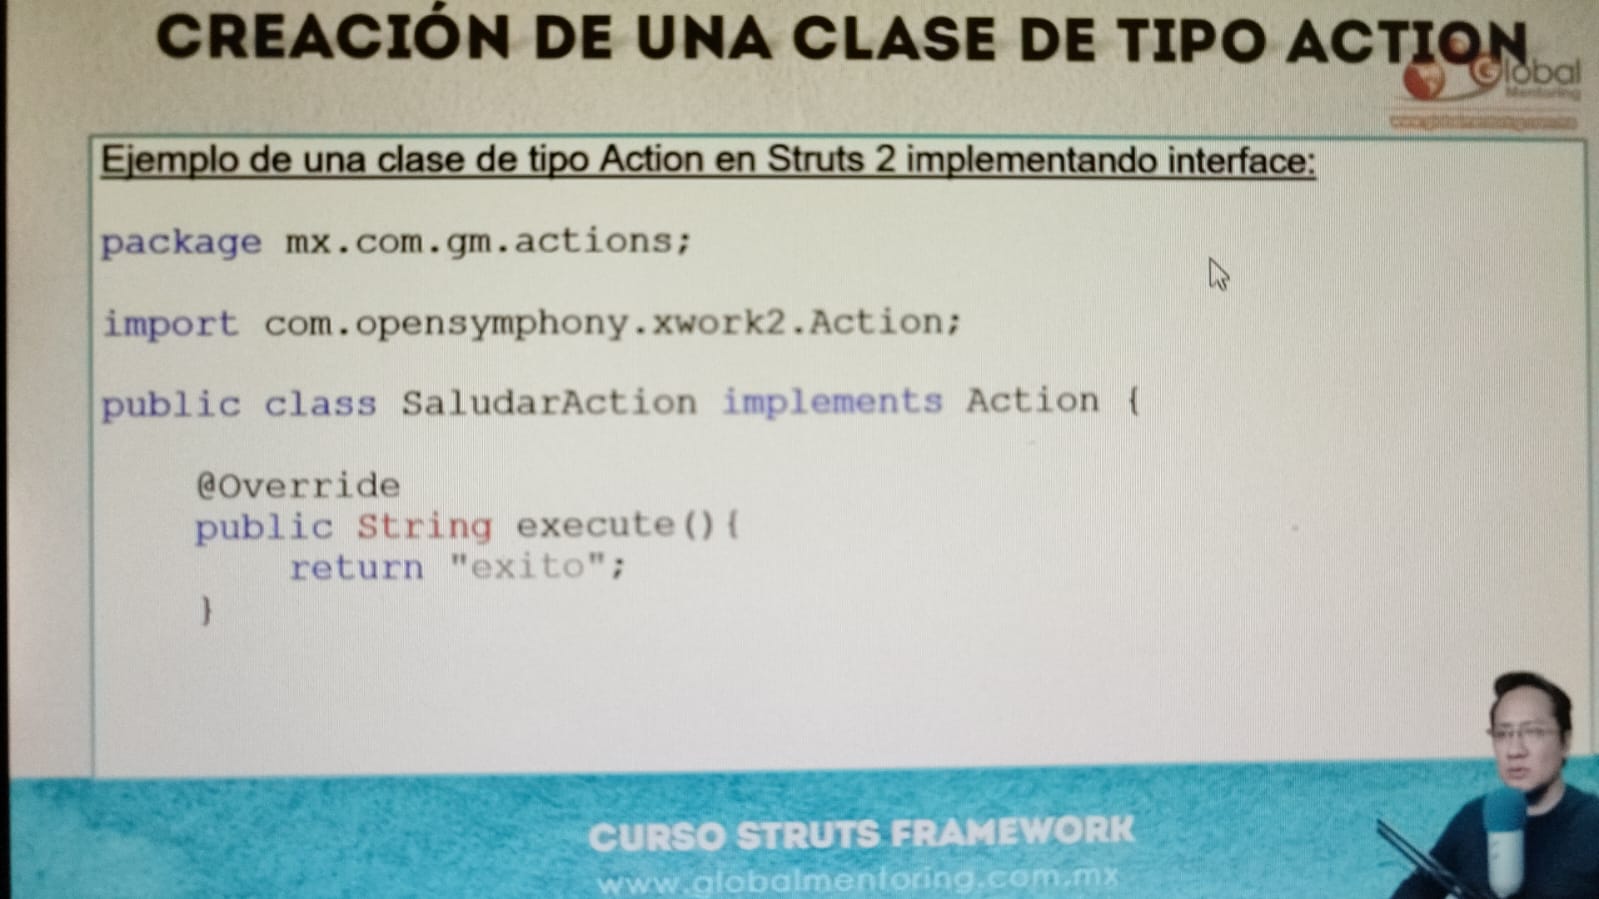 CREACIÓN DE UNA CLASE DE TIPO ACTION
Global
Mentoring
Ejemplo de una clase de tipo Action en Struts 2 implementando interface:
package mx.com.gm.actions;
import com.opensymphony.xwork2.Action;
public class SaludarAction implements Action {
@Override
public String execute(){
return "exito";
}
CURSO STRUTS FRAMEWORK
www.globalmentoring.com.mx